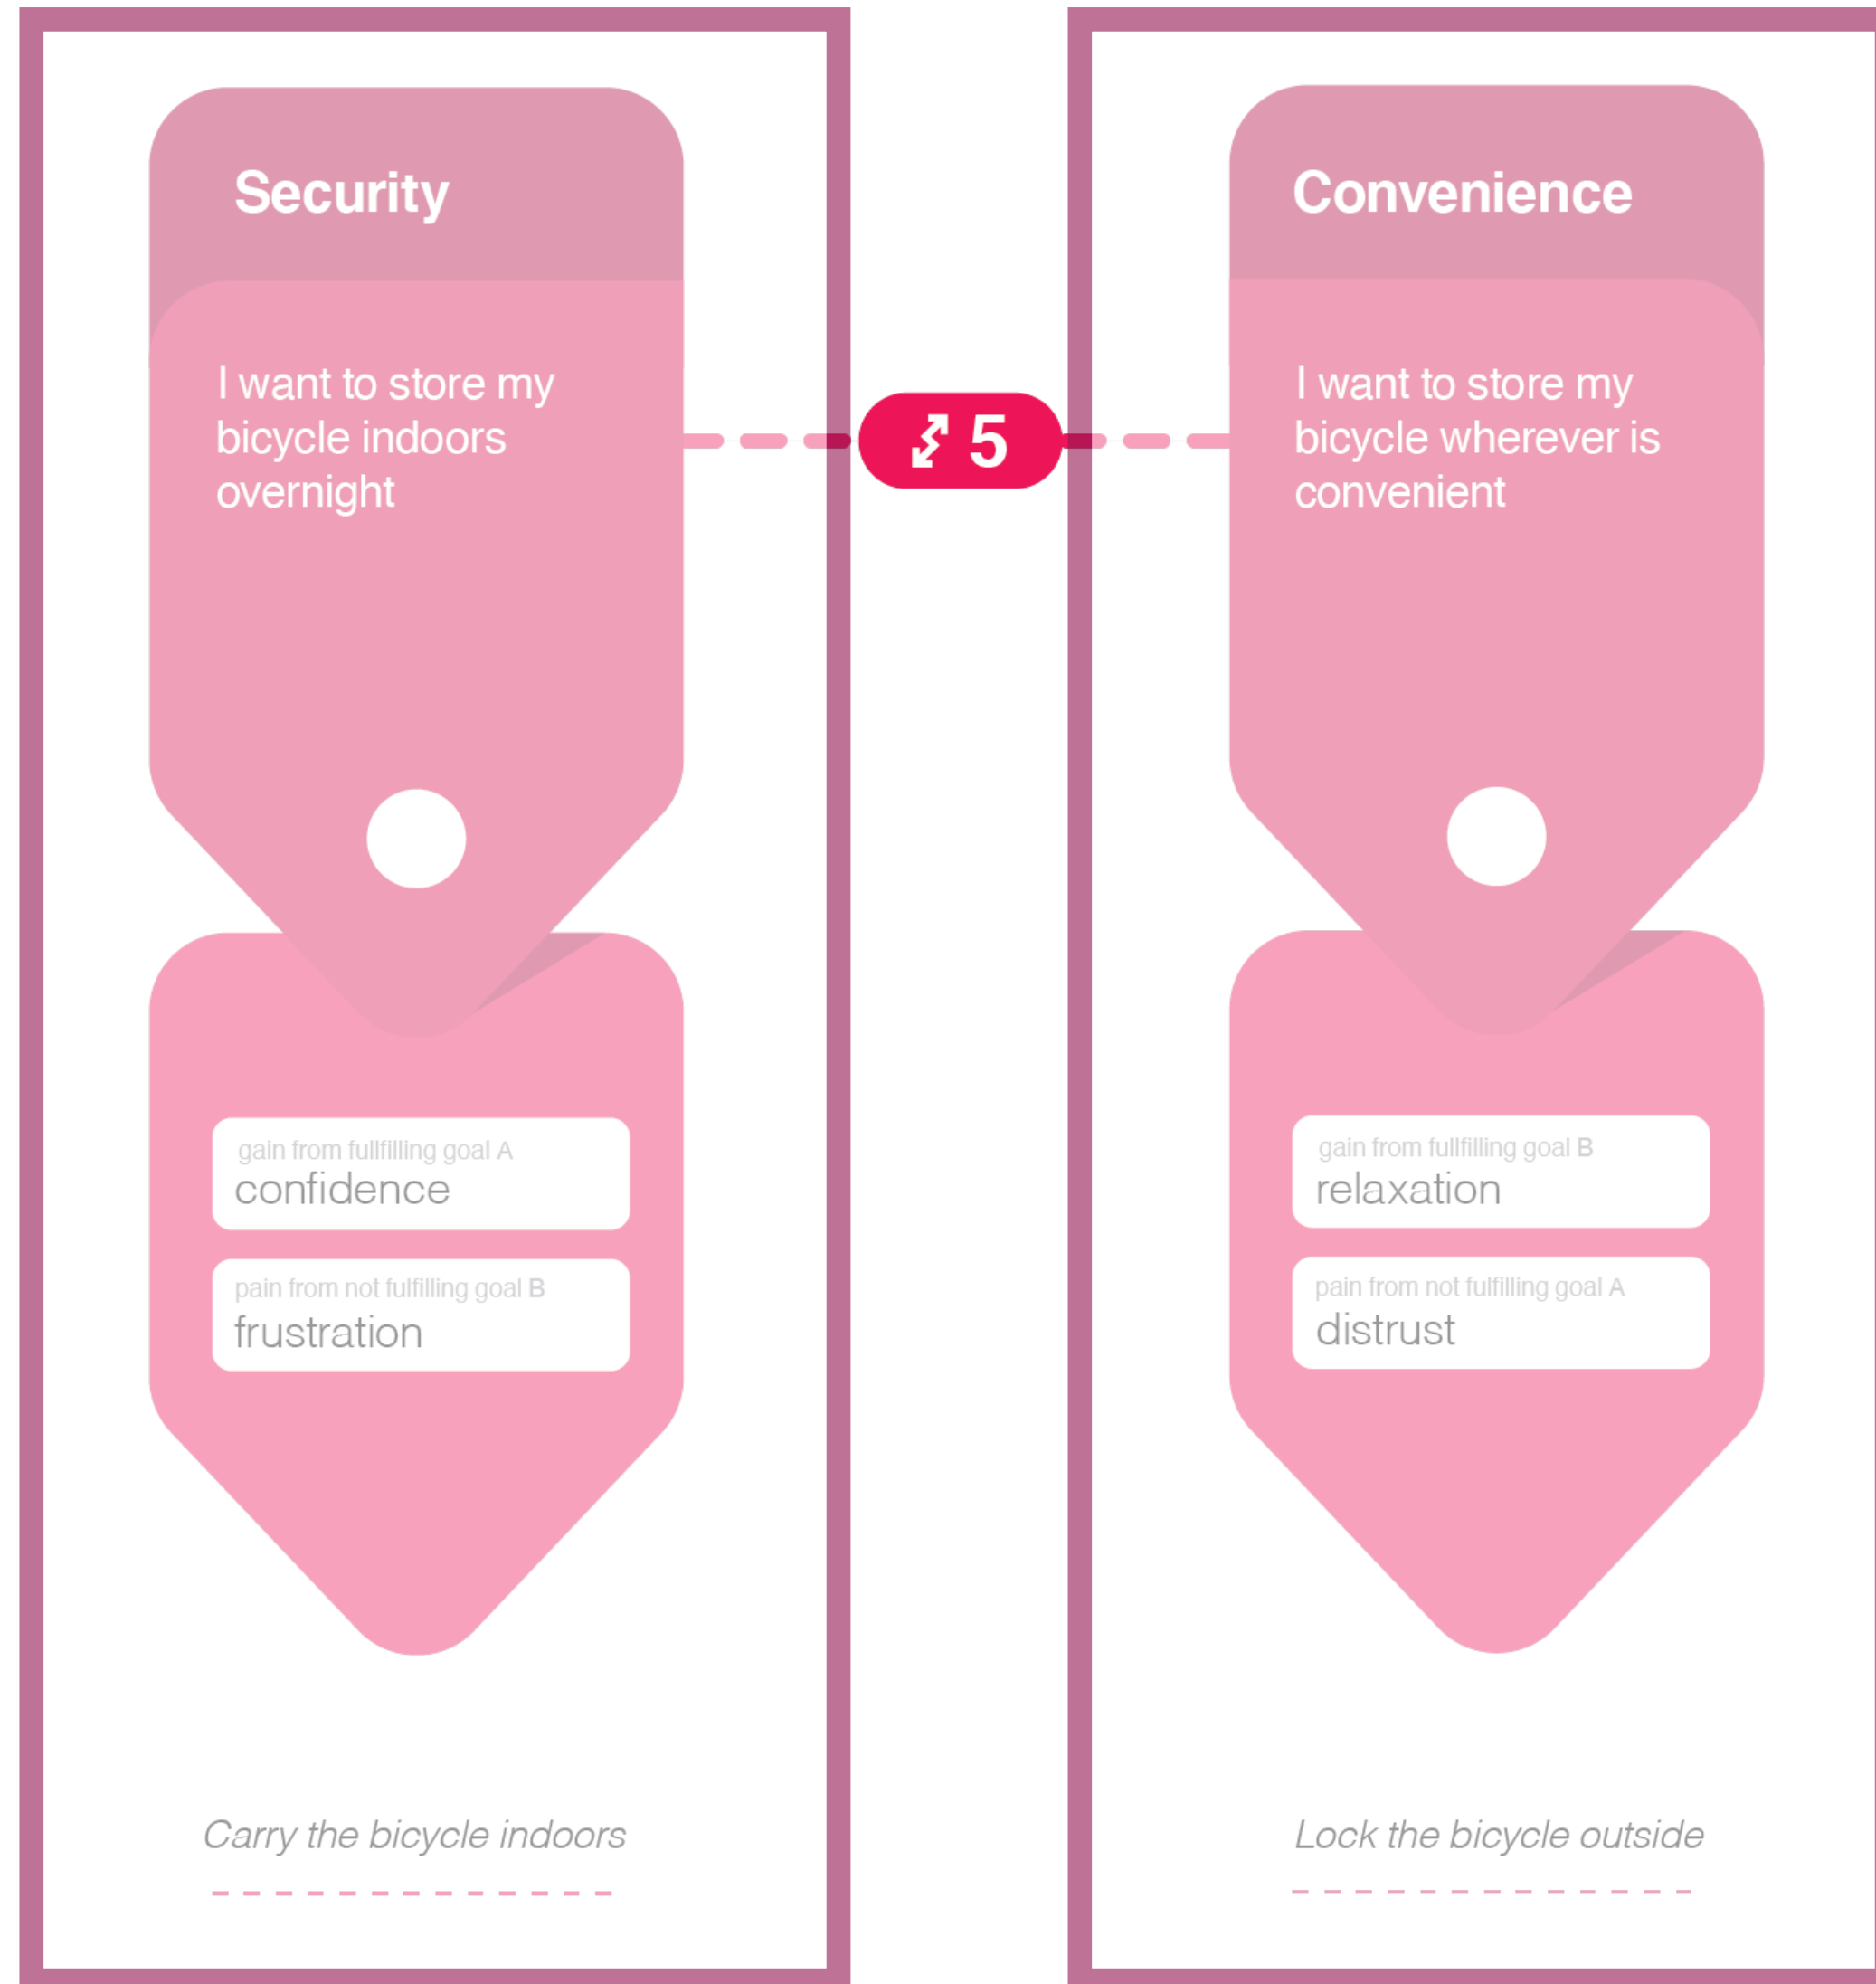 Security
I want to store my
bicycle indoors
overnight
gain from fullfilling goal A
confidence
pain from not fulfilling goal B
frustration
Carry the bicycle indoors
5
Convenience
I want to store my
bicycle wherever is
convenient
gain from fullfilling goal B
relaxation
pain from not fulfilling goal A
distrust
Lock the bicycle outside